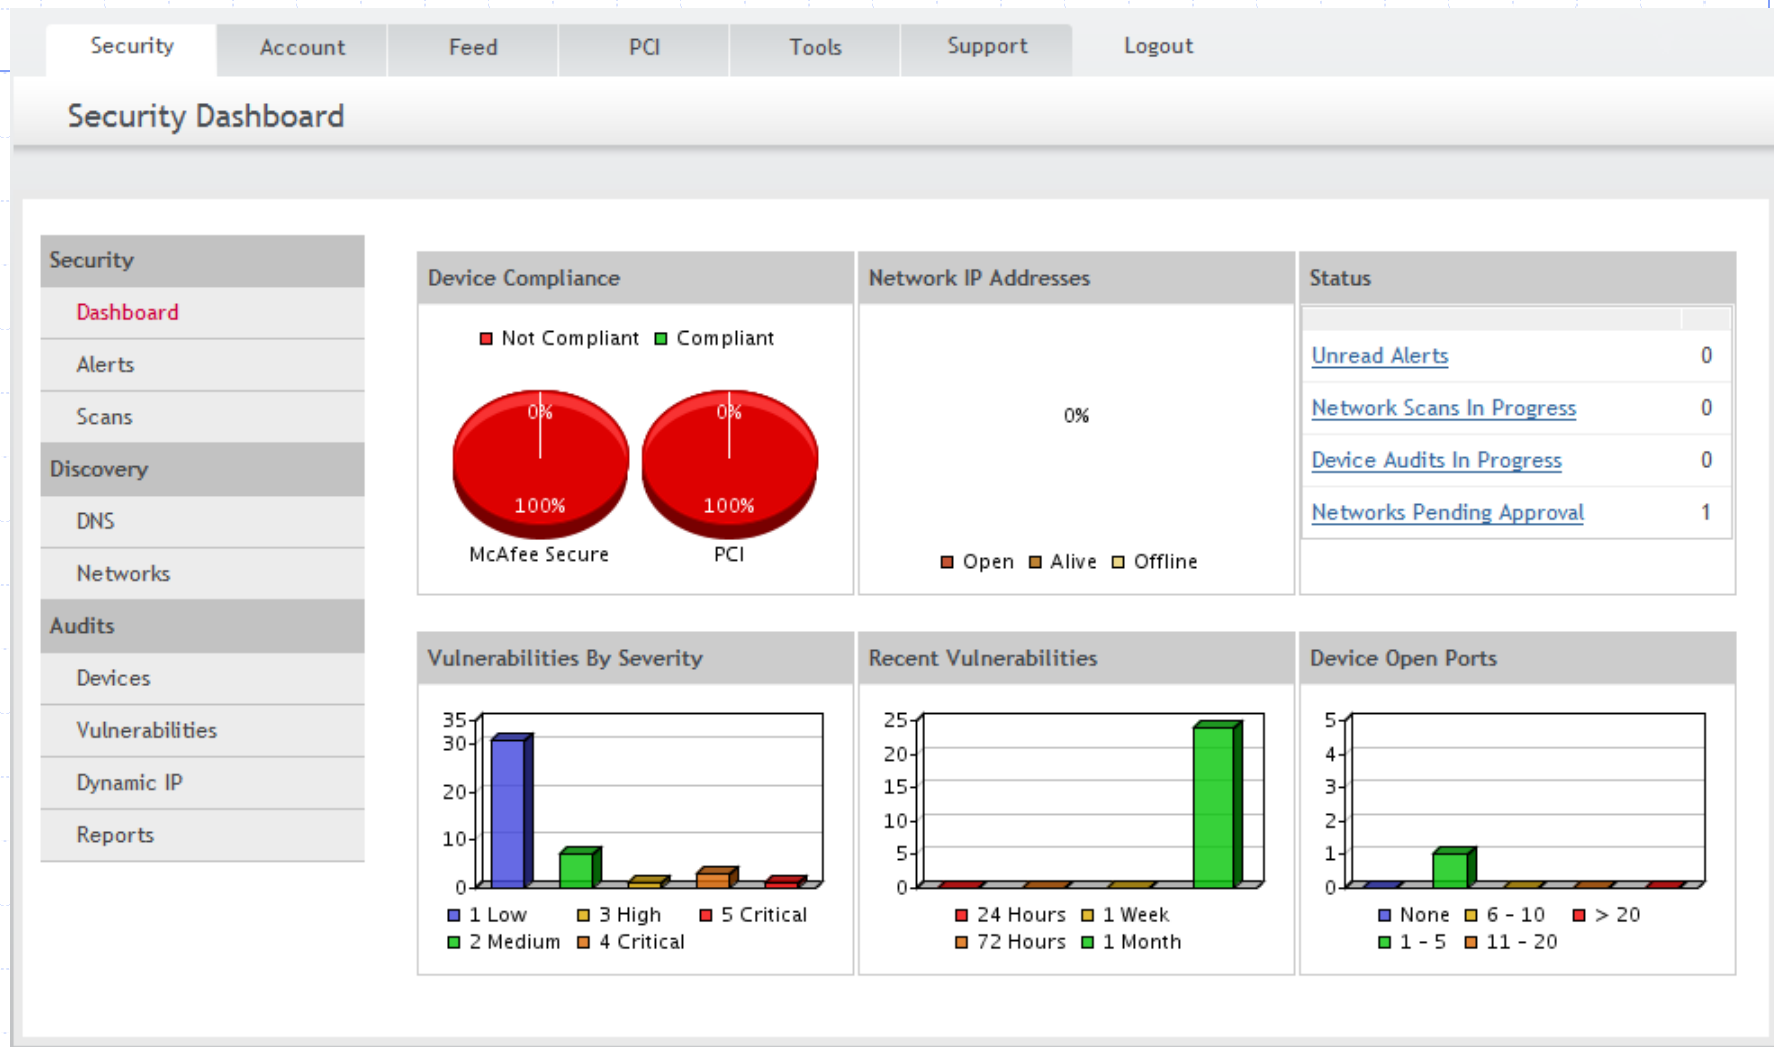 Security Account Feed PCI Tools Support Logout
Security Dashboard
Security
Dashboard
Alerts
Scans
Discovery
DNS
Networks
Audits
Devices
Vulnerabilities
Dynamic IP
Reports
Device Compliance
Not Compliant Compliant
0% 0%
100% 100%
McAfee Secure PCI
Network IP Addresses
0%
Open Alive Offline
Status
Unread Alerts 0
Network Scans In Progress 0
Device Audits In Progress 0
Networks Pending Approval 1
Vulnerabilities By Severity
35
30
20
10
0
1 Low 3 High 5 Critical
2 Medium 4 Critical
Recent Vulnerabilities
25
20
15
10
5
0
24 Hours 1 Week
72 Hours 1 Month
Device Open Ports
5
4
3
2
1
0
None 6 - 10 > 20
1 - 5 11 - 20